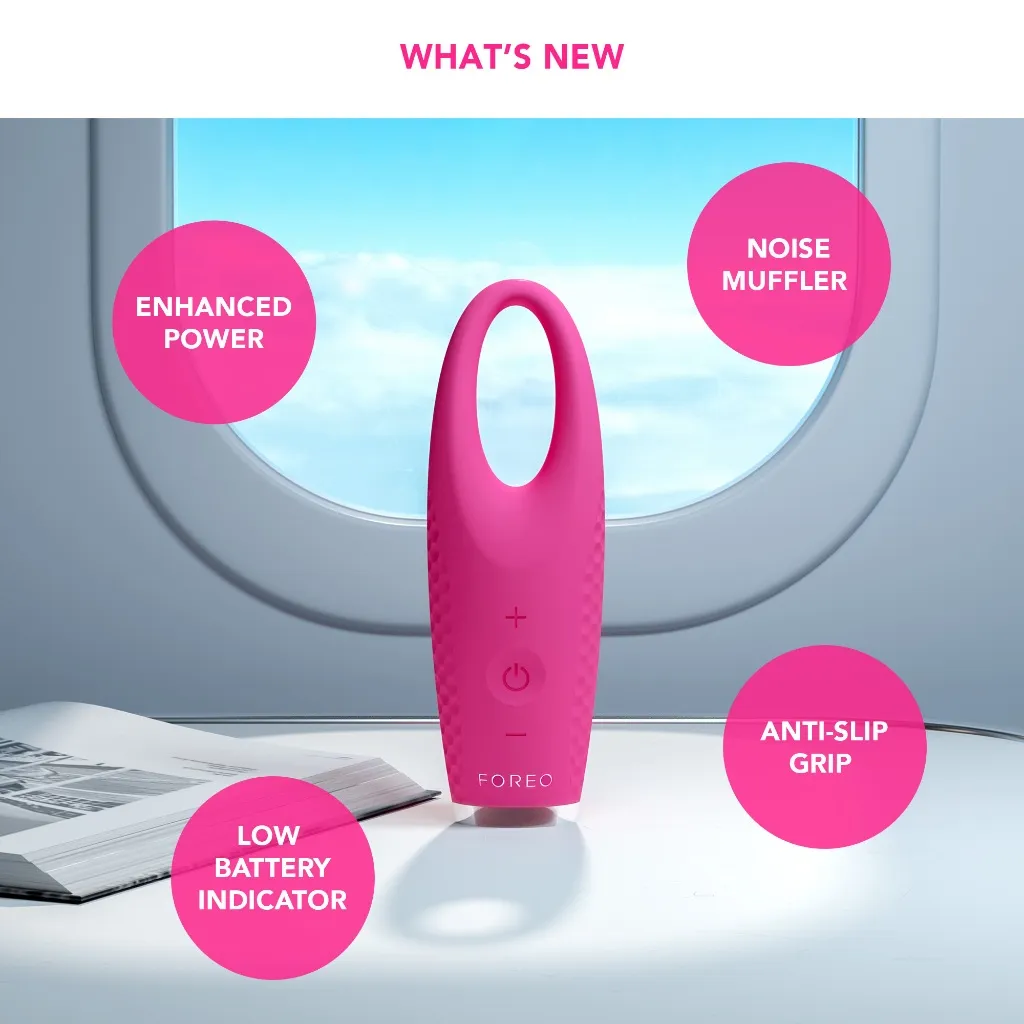 WHAT'S NEW
ENHANCED
POWER
NOISE
MUFFLER
ANTI-SLIP
GRIP
LOW
BATTERY
INDICATOR
FOREO